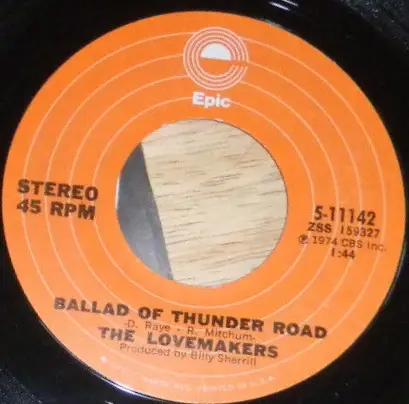 Epic
STEREO
45 RPM
5-11142
ZSS 159327
℗ 1974 CBS Inc.
1:44
BALLAD OF THUNDER ROAD
-D. Raye - R. Mitchum-
THE LOVEMAKERS
Produced by Billy Sherrill